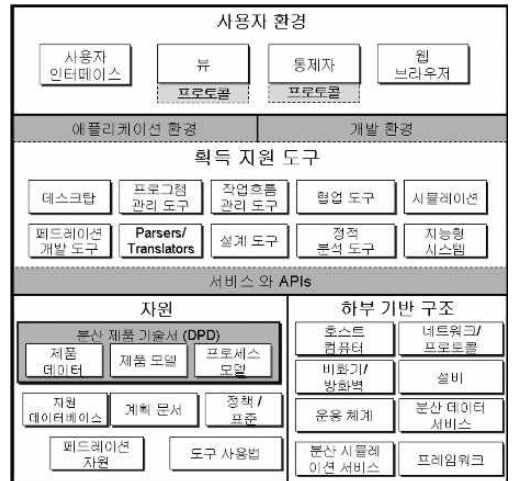 사용자 환경
사용자
인터페이스
뷰
프로토콜
통제자
프로토콜
웹
브라우저
애플리케이션 환경
개발 환경
획득 지원 도구
데스크탑
프로그램
관리 도구
작업흐름
관리 도구
협업 도구
시뮬레이션
페드레이션
개발 도구
Parsers/
Translators
설계 도구
정적
분석 도구
지능형
시스템
서비스 와 APIs
자원
분산 제품 기술서 (DPD)
제품
데이터
제품 모델
프로세스
모델
자원
데이터베이스
계획 문서
정책 /
표준
페드레이션
자원
도구 사용법
하부 기반 구조
호스트
컴퓨터
네트워크/
프로토콜
비화기/
방화벽
설비
운용 체계
분산 데이터
서비스
분산 시뮬레
이션 서비스
프레임워크